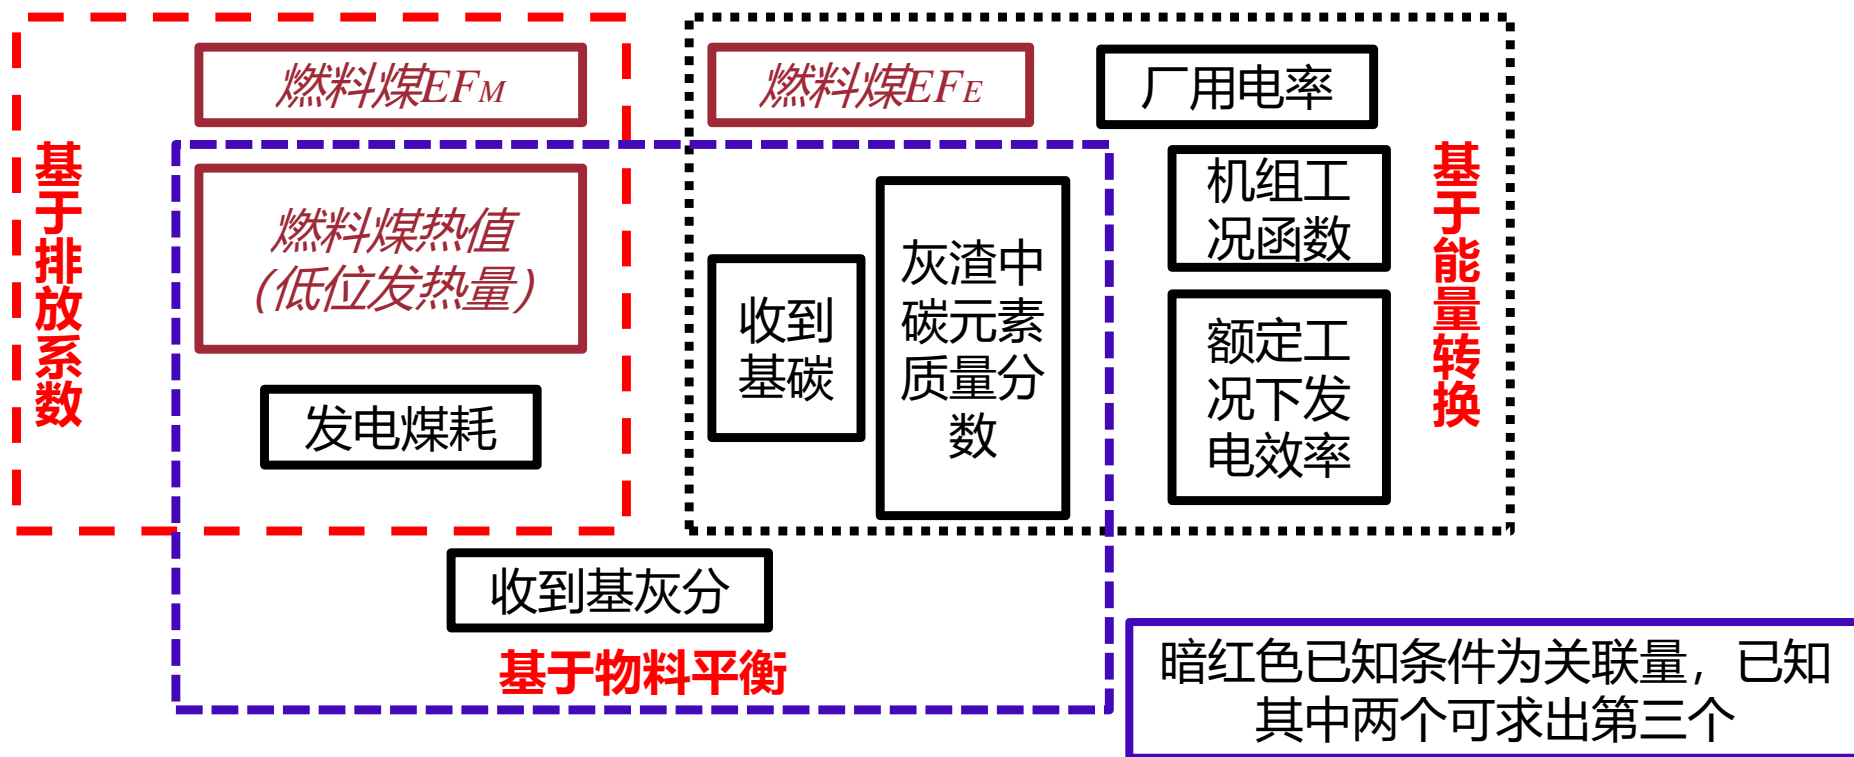 燃料煤EFM
燃料煤EFE
厂用电率
基于排放系数
燃料煤热值
(低位发热量)
发电煤耗
收到
基碳
灰渣中
碳元素
质量分
数
机组工
况函数
额定工
况下发
电效率
基于能量转换
收到基灰分
基于物料平衡
暗红色已知条件为关联量，已知
其中两个可求出第三个